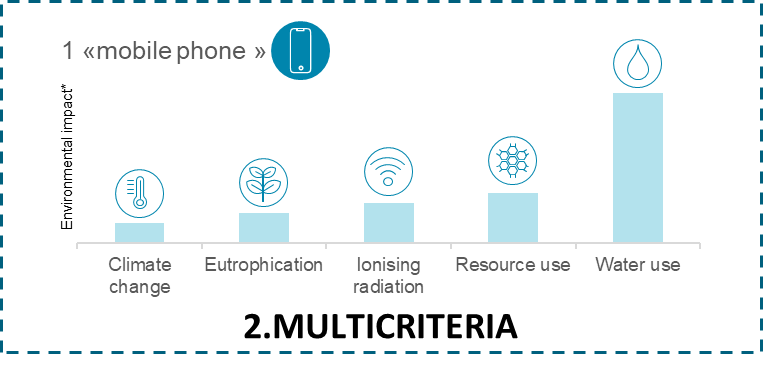 1 «mobile phone »
Environmental impact*
Climate
change
Eutrophication
Ionising
radiation
Resource use
Water use
2.MULTICRITERIA